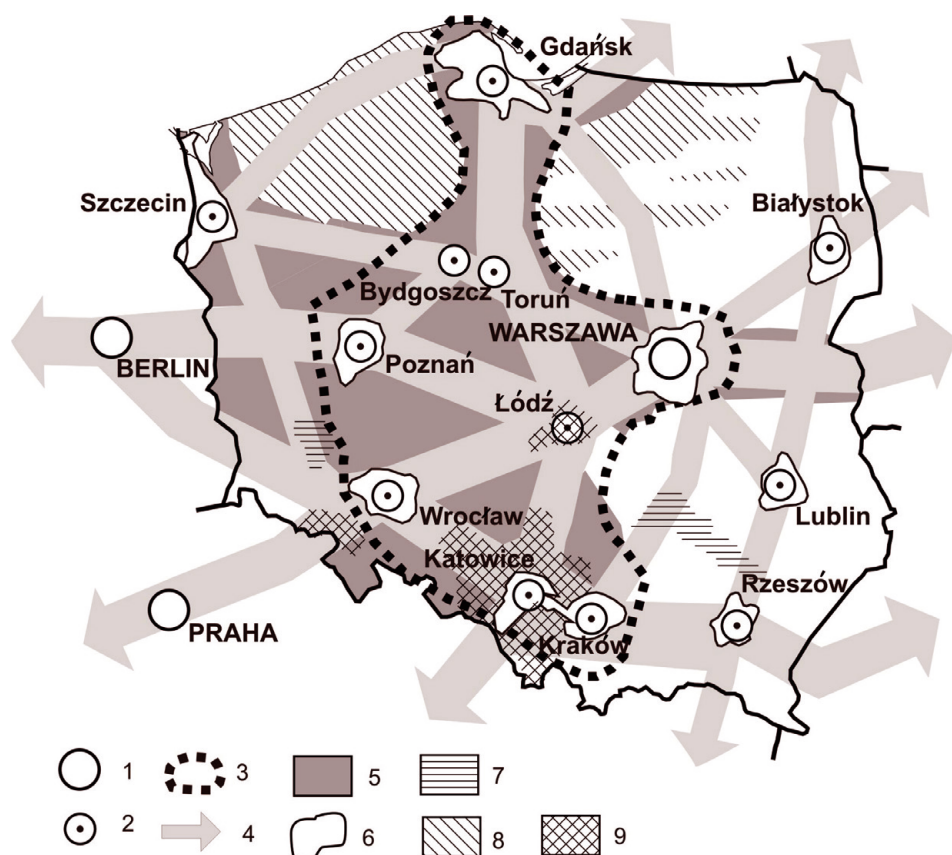 Gdańsk
Szczecin
Białystok
Bydgoszcz
Toruń
WARSZAWA
BERLIN
Poznań
Łódź
Wrocław
Lublin
Katowice
Rzeszów
PRAHA
Kraków
1 3 5 7
2 4 6 8 9